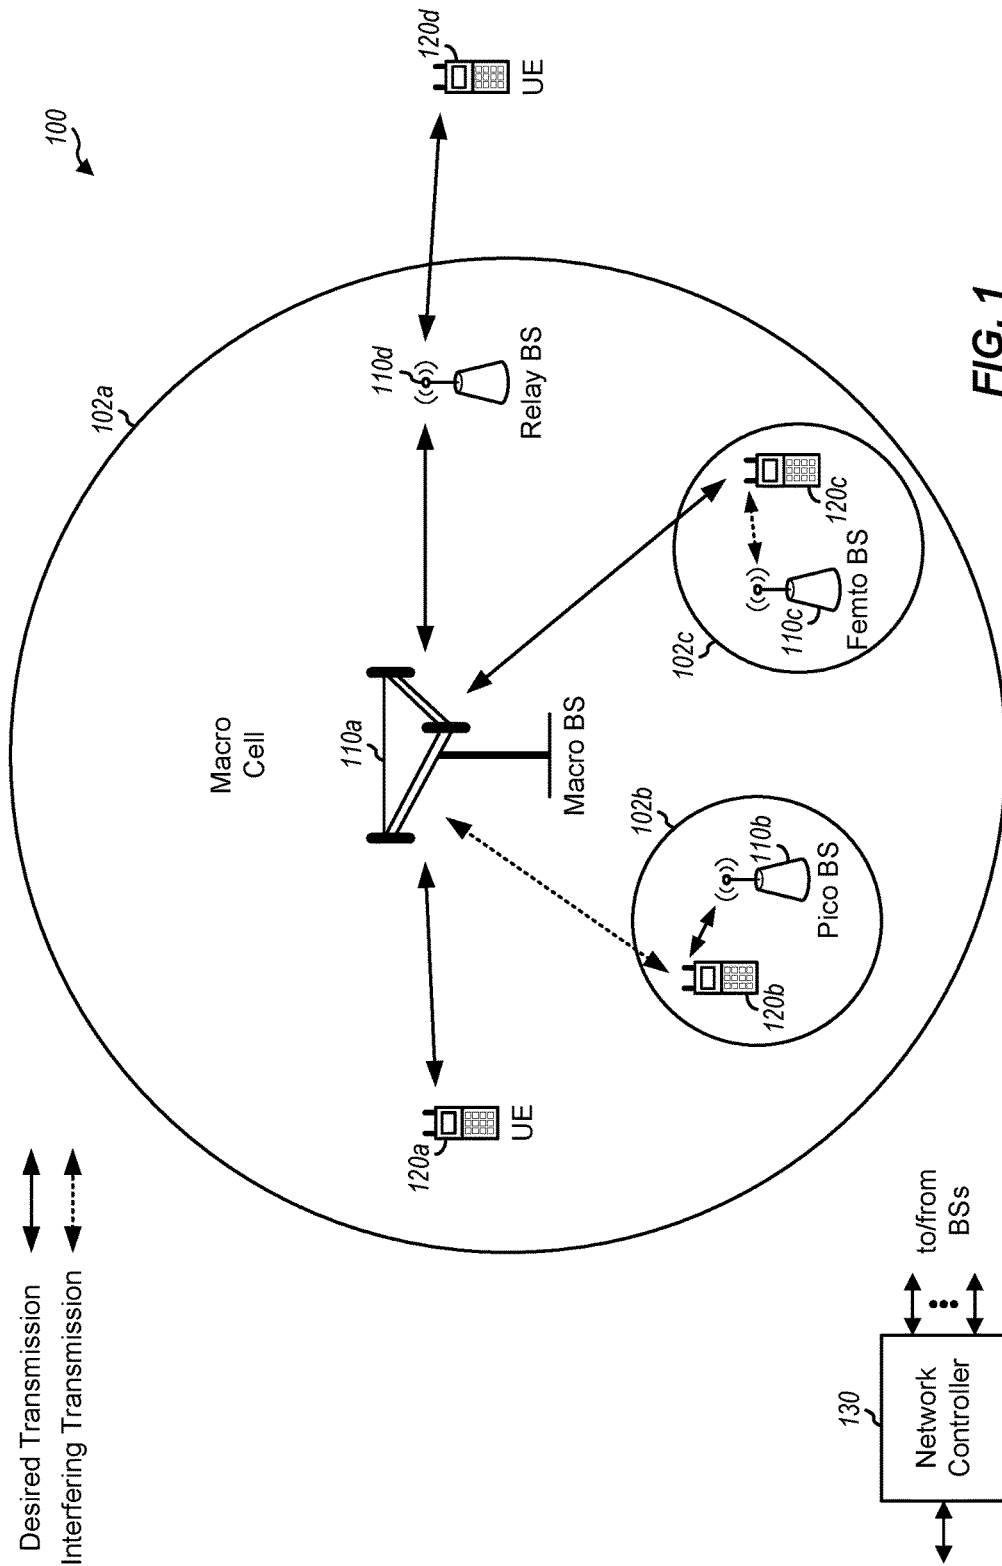 Desired Transmission
Interfering Transmission
100
102a
Macro
Cell
110a
Macro BS
120a
UE
110d
Relay BS
120d
UE
102b
120b
110b
Pico BS
102c
110c
Femto BS
120c
130
Network
Controller
to/from
BSs
FIG. 1